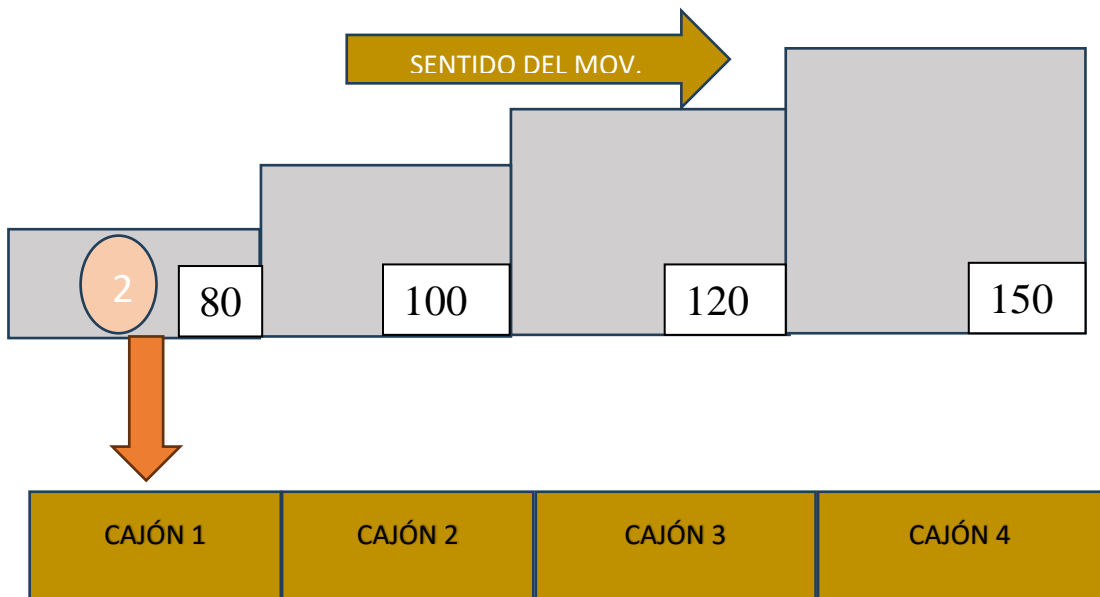 SENTIDO DEL MOV.
2
80
100
120
150
CAJÓN 1
CAJÓN 2
CAJÓN 3
CAJÓN 4